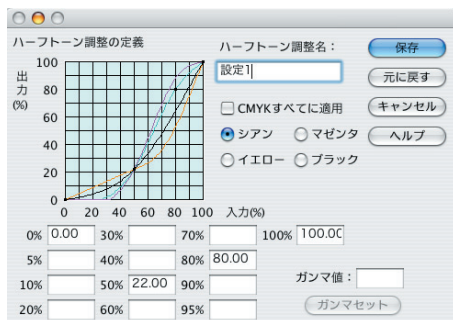 ハーフトーン調整の定義
ハーフトーン調整名：
設定1
保存
元に戻す
キャンセル
ヘルプ
CMYKすべてに適用
シアン
マゼンタ
イエロー
ブラック
出力(%)
100
80
60
40
20
0
0 20 40 60 80 100 入力(%)
0% 0.00 30% 70% 100% 100.00
5% 40% 80% 80.00
10% 50% 22.00 90% ガンマ値：
20% 60% 95% ガンマセット